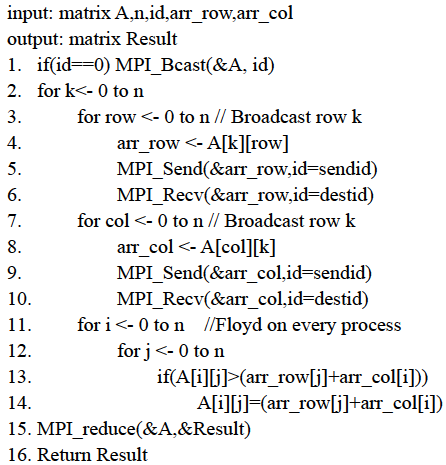 input: matrix A,n,id,arr_row,arr_col
output: matrix Result
1. if(id==0) MPI_Bcast(&A, id)
2. for k<- 0 to n
3. for row <- 0 to n // Broadcast row k
4. arr_row <- A[k][row]
5. MPI_Send(&arr_row,id=sendid)
6. MPI_Recv(&arr_row,id=destid)
7. for col <- 0 to n // Broadcast row k
8. arr_col <- A[col][k]
9. MPI_Send(&arr_col,id=sendid)
10. MPI_Recv(&arr_col,id=destid)
11. for i <- 0 to n //Floyd on every process
12. for j <- 0 to n
13. if(A[i][j]>(arr_row[j]+arr_col[i]))
14. A[i][j]=(arr_row[j]+arr_col[i])
15. MPI_reduce(&A,&Result)
16. Return Result